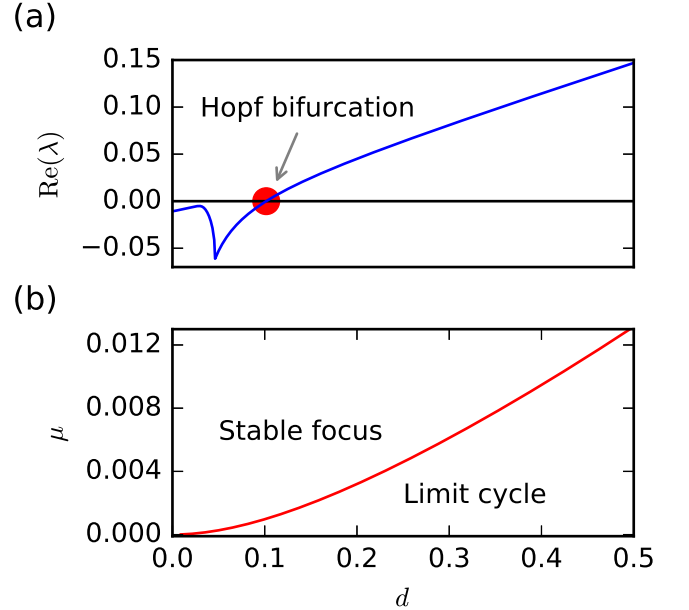 (a)
0.15
Hopf bifurcation
0.10
0.05
0.00
−0.05
Re(λ)
(b)
0.012
0.008
Stable focus
0.004
Limit cycle
0.000
μ
0.0 0.1 0.2 0.3 0.4 0.5
d